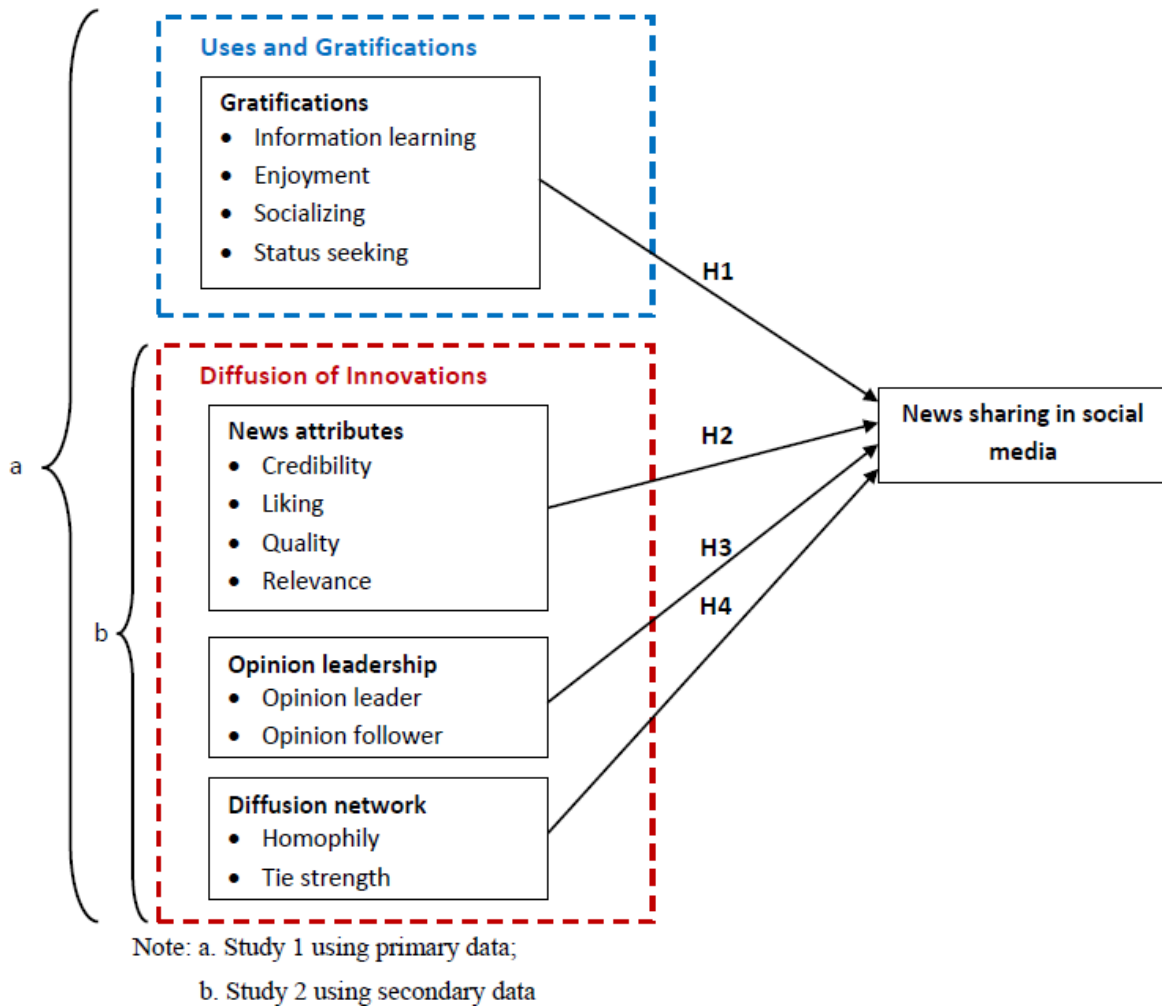 Uses and Gratifications
Gratifications
• Information learning
• Enjoyment
• Socializing
• Status seeking
H1
Diffusion of Innovations
News attributes
• Credibility
• Liking
• Quality
• Relevance
H2
News sharing in social
media
a
H3
H4
b
Opinion leadership
• Opinion leader
• Opinion follower
Diffusion network
• Homophily
• Tie strength
Note: a. Study 1 using primary data;
b. Study 2 using secondary data